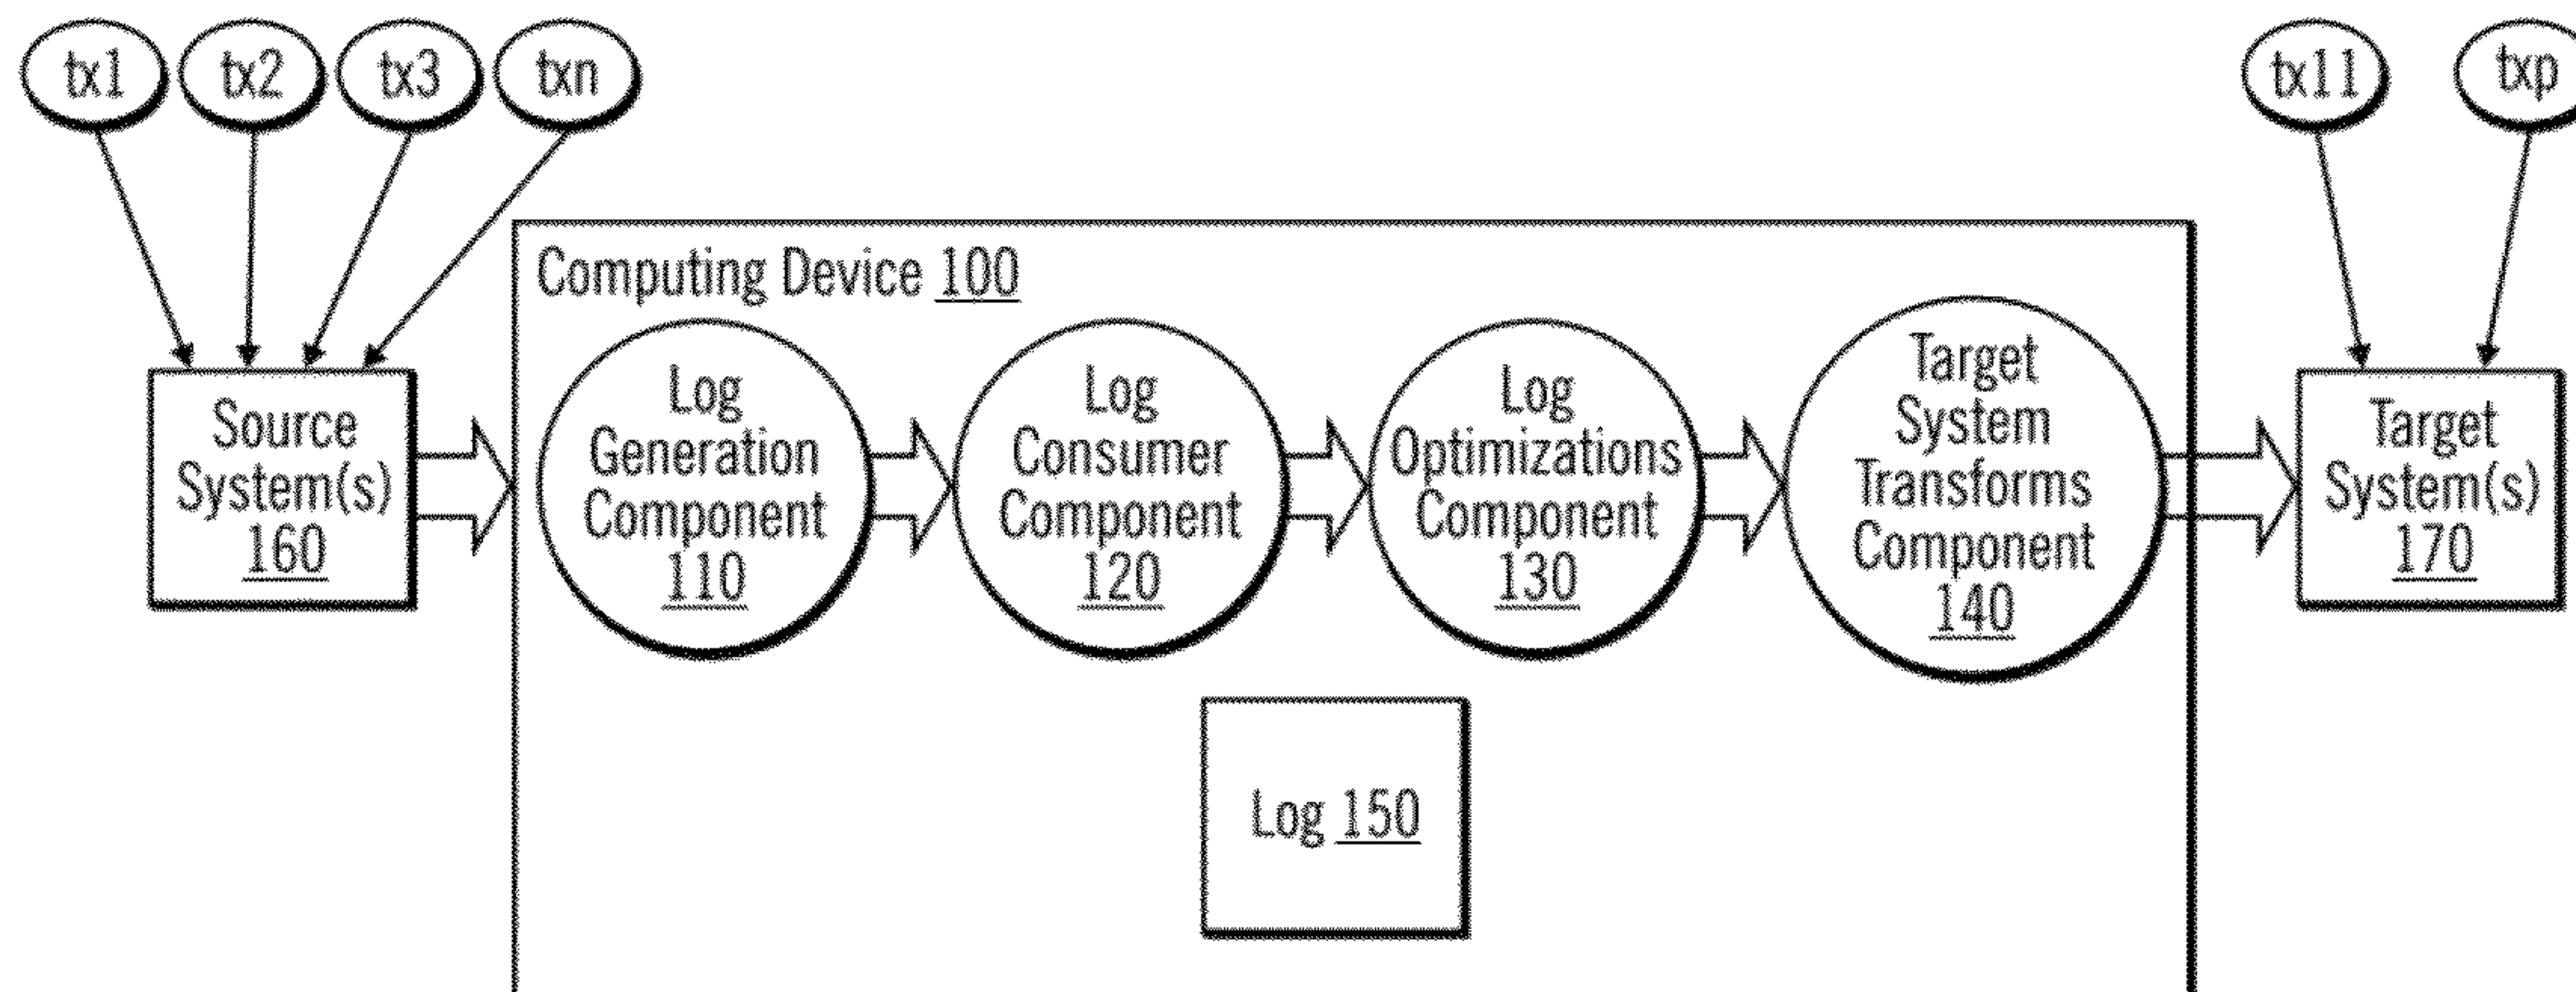 tx1
tx2
tx3
txn
tx11
txp
Computing Device 100
Source
System(s)
160
Log
Generation
Component
110
Log
Consumer
Component
120
Log
Optimizations
Component
130
Target
System
Transforms
Component
140
Target
System(s)
170
Log 150